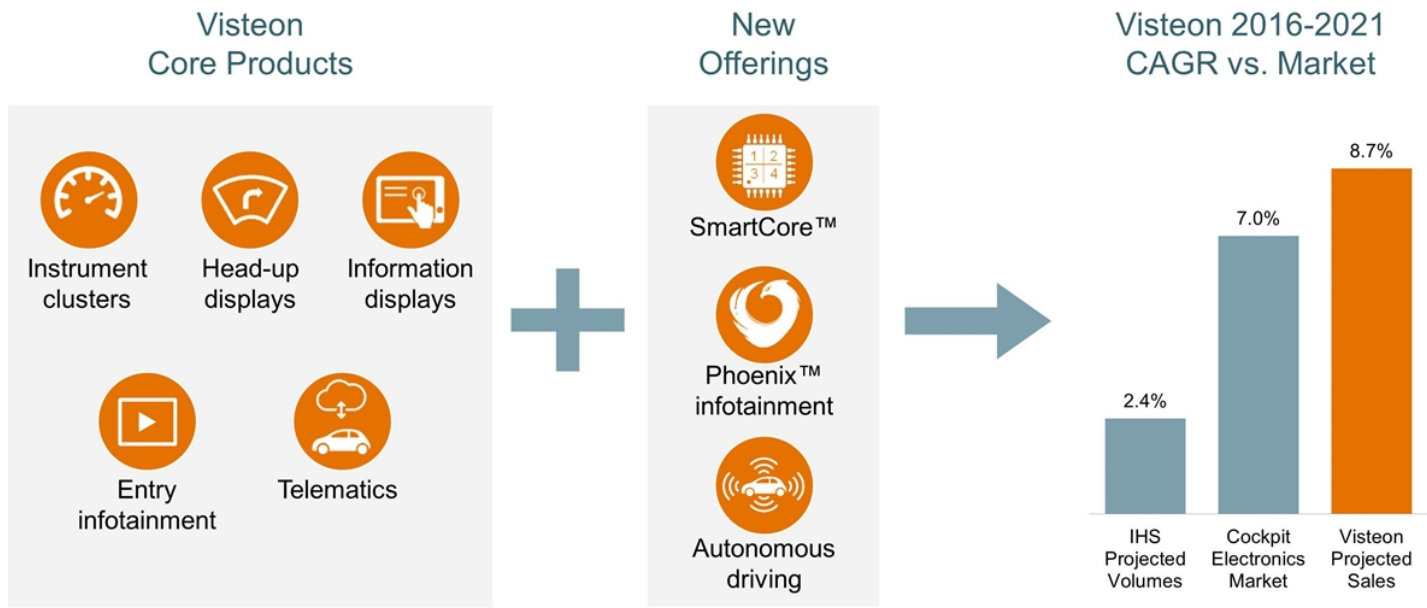 Visteon
Core Products
Instrument
clusters
Head-up
displays
Information
displays
Entry
infotainment
Telematics
New
Offerings
1 2
3 4
SmartCore™
Phoenix™
infotainment
Autonomous
driving
Visteon 2016-2021
CAGR vs. Market
2.4%
7.0%
8.7%
IHS
Projected
Volumes
Cockpit
Electronics
Market
Visteon
Projected
Sales